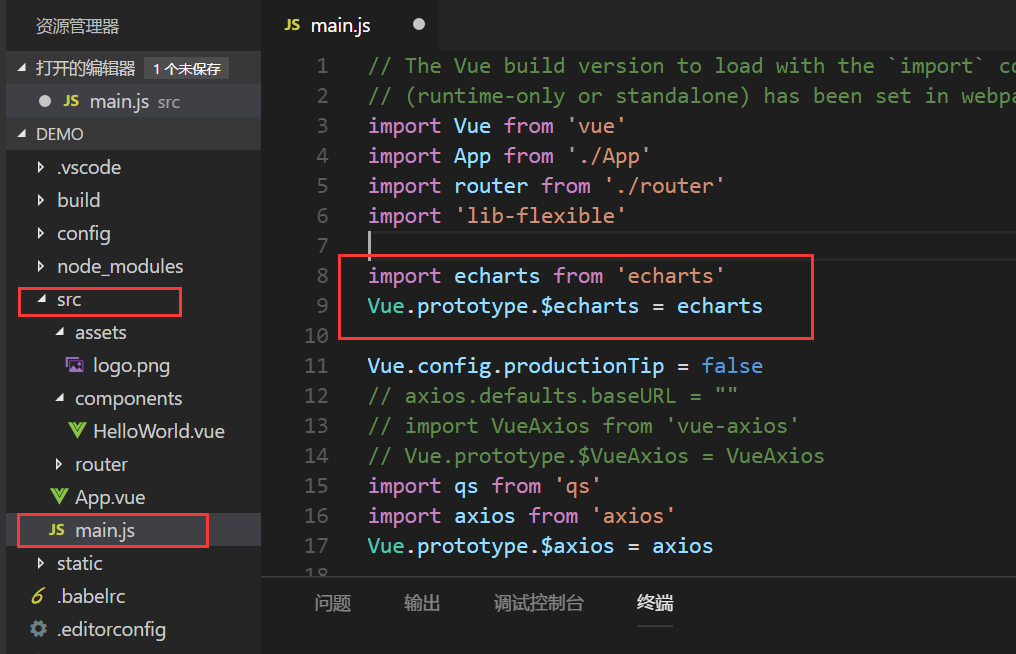 资源管理器
打开的编辑器 1 个未保存
JS main.js src
DEMO
.vscode
build
config
node_modules
src
assets
logo.png
components
HelloWorld.vue
router
App.vue
JS main.js
static
.babelrc
.editorconfig
JS main.js
1 // The Vue build version to load with the `import` co
2 // (runtime-only or standalone) has been set in webpa
3 import Vue from 'vue'
4 import App from './App'
5 import router from './router'
6 import 'lib-flexible'
7
8 import echarts from 'echarts'
9 Vue.prototype.$echarts = echarts
10
11 Vue.config.productionTip = false
12 // axios.defaults.baseURL = ""
13 // import VueAxios from 'vue-axios'
14 // Vue.prototype.$VueAxios = VueAxios
15 import qs from 'qs'
16 import axios from 'axios'
17 Vue.prototype.$axios = axios
18
问题 输出 调试控制台 终端